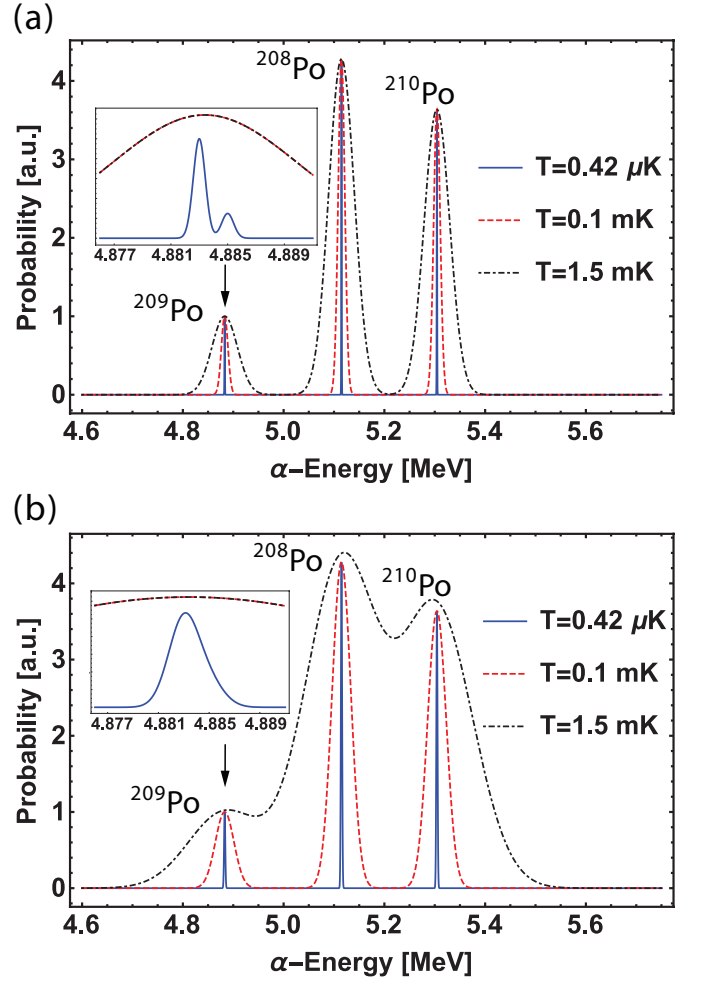 (a)
208Po
210Po
209Po
T=0.42 μK
T=0.1 mK
T=1.5 mK
4.877 4.881 4.885 4.889
Probability [a.u.]
4
3
2
1
0
4.6 4.8 5.0 5.2 5.4 5.6
α-Energy [MeV]
(b)
208Po
210Po
209Po
T=0.42 μK
T=0.1 mK
T=1.5 mK
4.877 4.881 4.885 4.889
Probability [a.u.]
4
3
2
1
0
4.6 4.8 5.0 5.2 5.4 5.6
α-Energy [MeV]